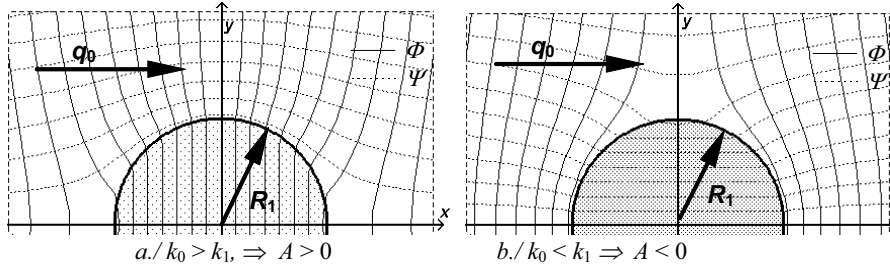 y
q₀
Φ
Ψ
R₁
x
a./ k₀ > k₁, ⇒ A > 0
y
q₀
Φ
Ψ
R₁
b./ k₀ < k₁ ⇒ A < 0